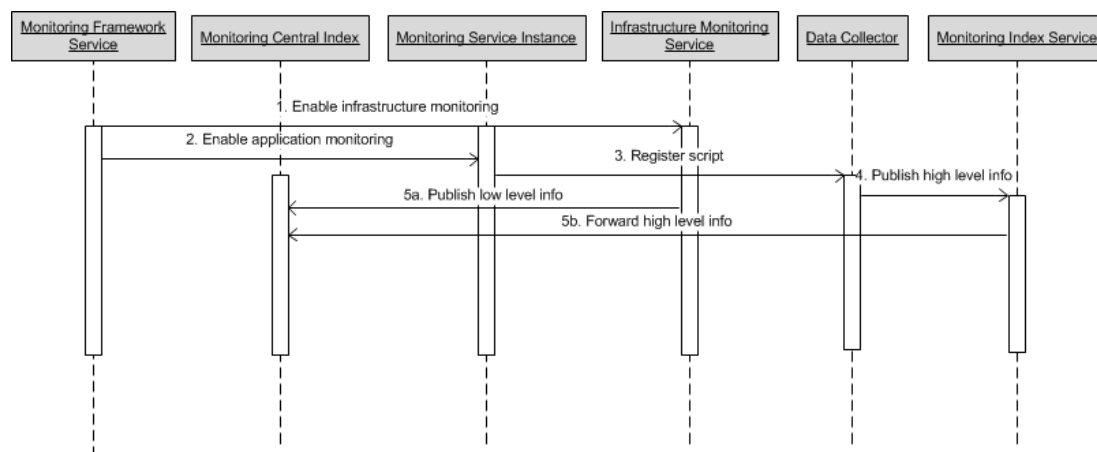 Monitoring Framework
Service
Monitoring Central Index
Monitoring Service Instance
Infrastructure Monitoring
Service
Data Collector
Monitoring Index Service
1. Enable infrastructure monitoring
2. Enable application monitoring
3. Register script
4. Publish high level info
5a. Publish low level info
5b. Forward high level info